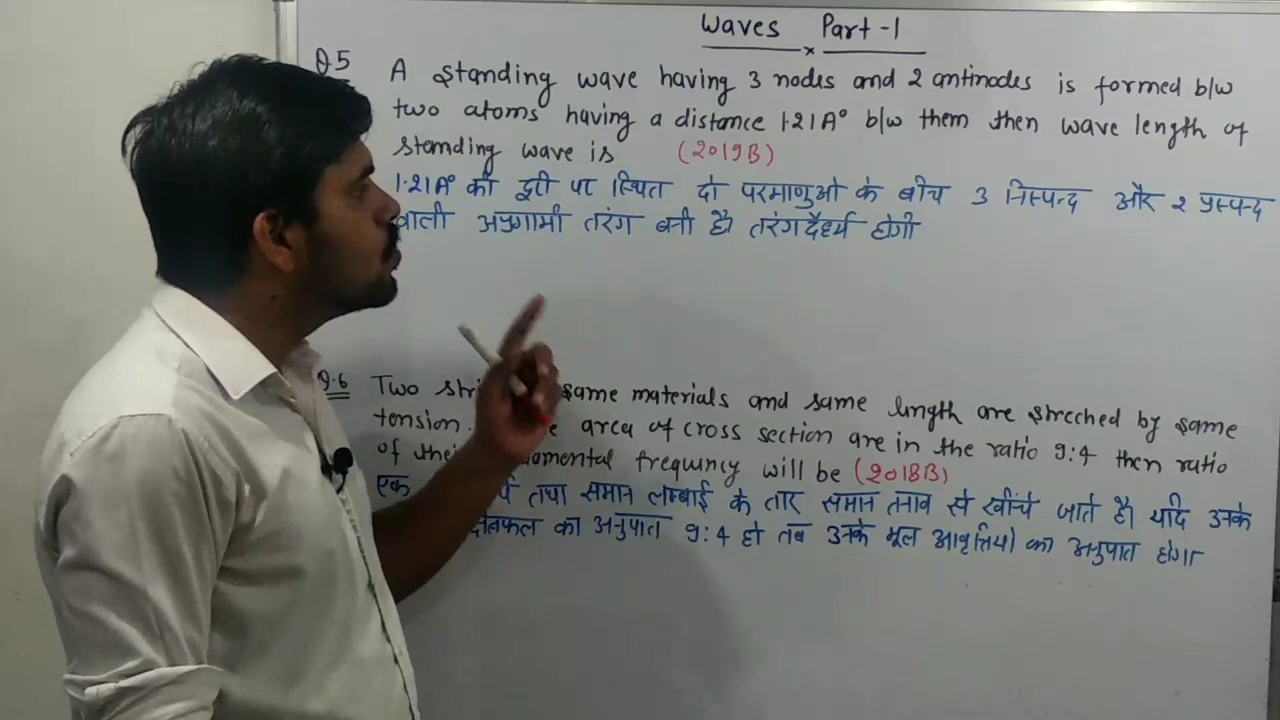 Waves Part-1
Q.5 A standing wave having 3 nodes and 2 antinodes is formed b/w
two atoms having a distance 1.21A° b/w them then wave length of
standing wave is (2019B)
1.21A° की दूरी पर स्थित दो परमाणुओ के बीच 3 निस्पन्द और 2 प्रस्पन्द
वाली अप्रगामी तरंग बनी है। तरंगदैर्ध्य होगी
Q.6 Two same materials and same length are streched by same
tension. area of cross section are in the ratio 9:4 then ratio
of their frequncy will be (2018B)
एक तथा समान लम्बाई के तार समान तनाव से खींचे जाते है। यदि उनके
का अनुपात 9:4 हो तब उनके मूल आवृत्तियो का अनुपात होगा